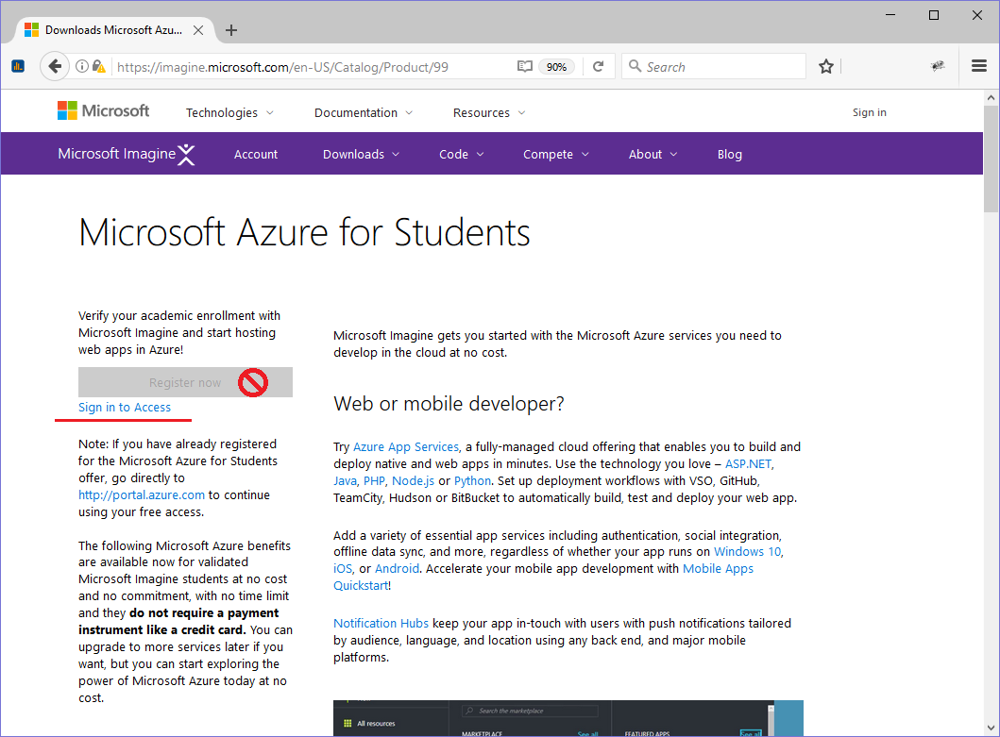 Downloads Microsoft Azu...
https://imagine.microsoft.com/en-US/Catalog/Product/99
90%
Search
Microsoft
Technologies
Documentation
Resources
Sign in
Microsoft Imagine
Account
Downloads
Code
Compete
About
Blog
Microsoft Azure for Students
Verify your academic enrollment with
Microsoft Imagine and start hosting
web apps in Azure!
Register now
Sign in to Access
Note: If you have already registered
for the Microsoft Azure for Students
offer, go directly to
http://portal.azure.com to continue
using your free access.
The following Microsoft Azure benefits
are available now for validated
Microsoft Imagine students at no cost
and no commitment, with no time limit
and they do not require a payment
instrument like a credit card. You can
upgrade to more services later if you
want, but you can start exploring the
power of Microsoft Azure today at no
cost.
Microsoft Imagine gets you started with the Microsoft Azure services you need to
develop in the cloud at no cost.
Web or mobile developer?
Try Azure App Services, a fully-managed cloud offering that enables you to build and
deploy native and web apps in minutes. Use the technology you love – ASP.NET,
Java, PHP, Node.js or Python. Set up deployment workflows with VSO, GitHub,
TeamCity, Hudson or BitBucket to automatically build, test and deploy your web app.
Add a variety of essential app services including authentication, social integration,
offline data sync, and more, regardless of whether your app runs on Windows 10,
iOS, or Android. Accelerate your mobile app development with Mobile Apps
Quickstart!
Notification Hubs keep your app in-touch with users with push notifications tailored
by audience, language, and location using any back end, and major mobile
platforms.
All resources
Search the marketplace
MARKETPLACE
See all
FEATURED APPS
See all